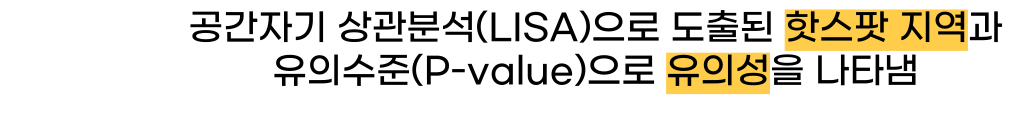 공간자기 상관분석(LISA)으로 도출된 핫스팟 지역과
유의수준(P-value)으로 유의성을 나타냄